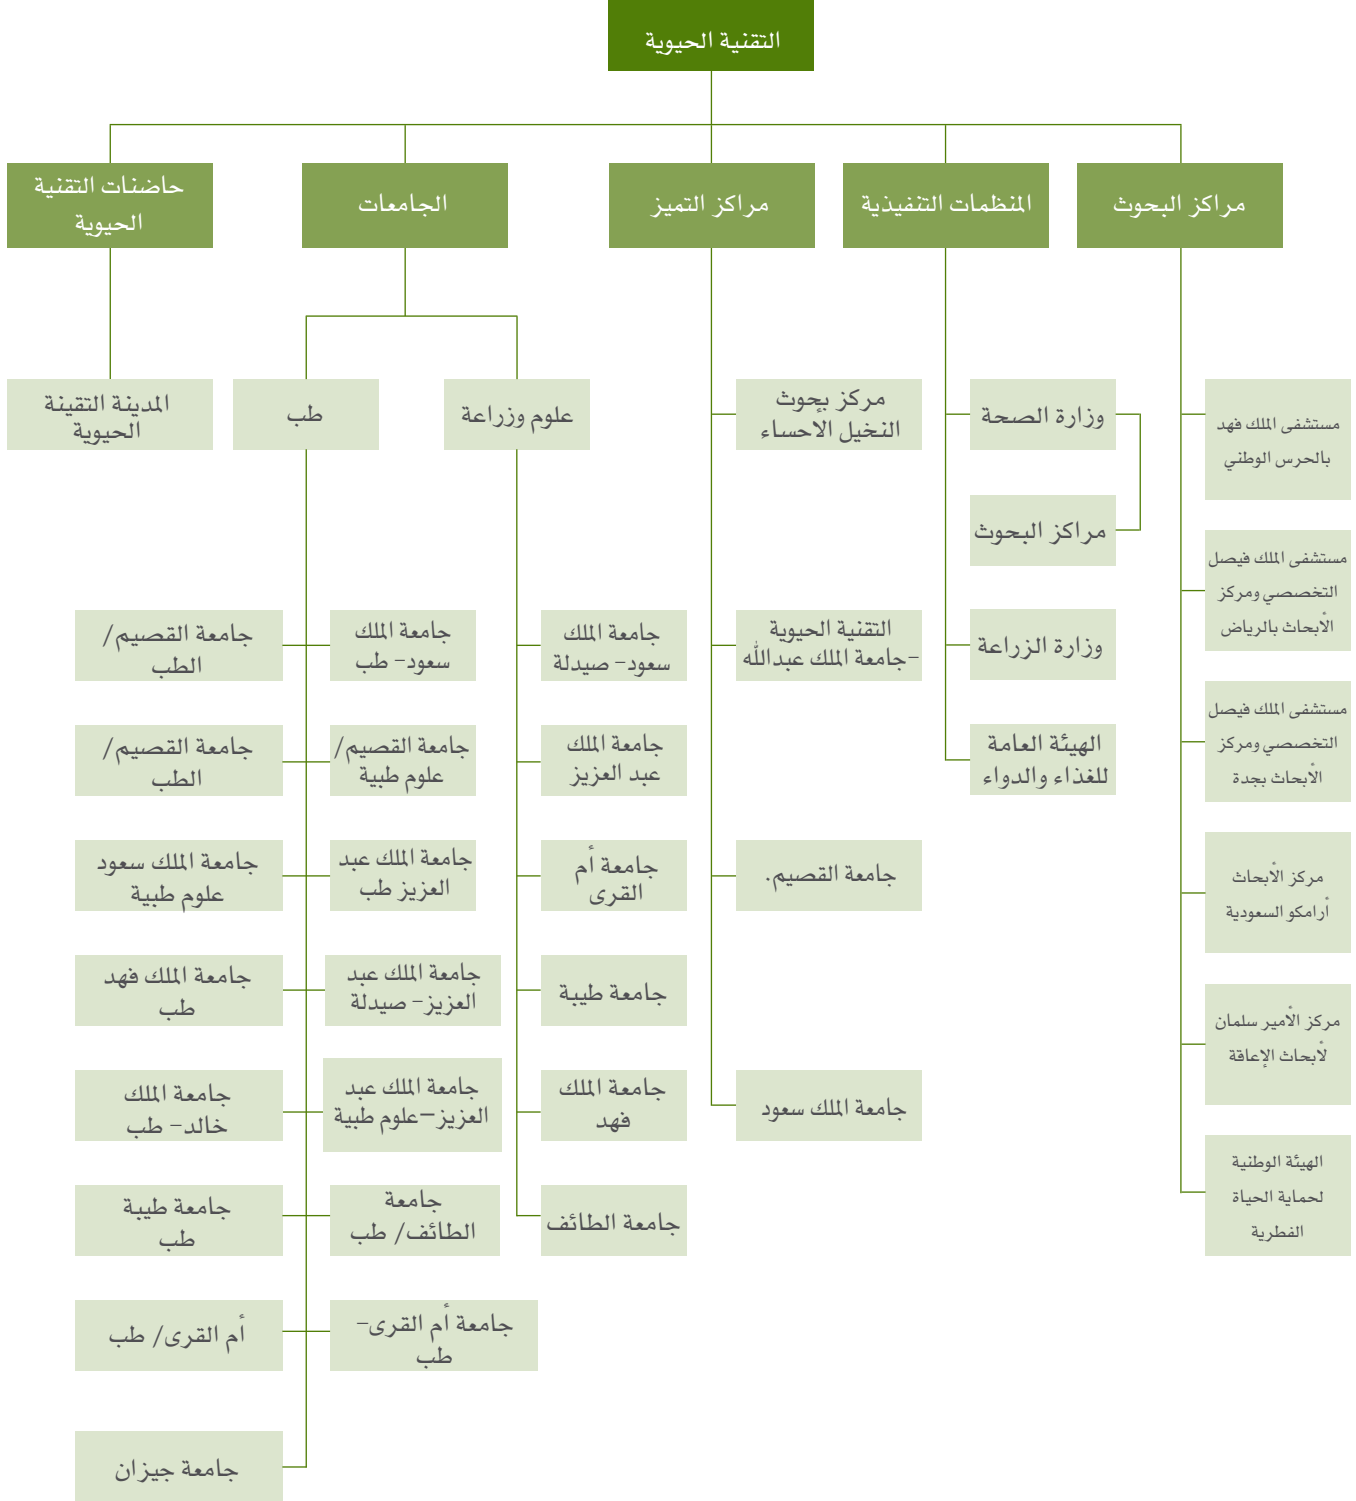 التقنية الحيوية
مراكز البحوث
المنظمات التنفيذية
مراكز التميز
الجامعات
حاضنات التقنية
الحيوية
مستشفى الملك فهد
بالحرس الوطني
مستشفى الملك فيصل
التخصصي ومركز
الأبحاث بالرياض
مستشفى الملك فيصل
التخصصي ومركز
الأبحاث بجدة
مركز الأبحاث
أرامكو السعودية
مركز الأمير سلمان
لأبحاث الإعاقة
الهيئة الوطنية
لحماية الحياة
الفطرية
وزارة الصحة
مراكز البحوث
وزارة الزراعة
الهيئة العامة
للغذاء والدواء
مركز بحوث
النخيل الاحساء
التقنية الحيوية
-جامعة الملك عبدالله
جامعة القصيم.
جامعة الملك سعود
علوم وزراعة
جامعة الملك
سعود- صيدلة
جامعة الملك
عبد العزيز
جامعة أم
القرى
جامعة طيبة
جامعة الملك
فهد
جامعة الطائف
طب
جامعة الملك
سعود- طب
جامعة القصيم/
علوم طبية
جامعة الملك عبد
العزيز طب
جامعة الملك عبد
العزيز- صيدلة
جامعة الملك عبد
العزيز–علوم طبية
جامعة
الطائف/ طب
جامعة أم القرى-
طب
جامعة القصيم/
الطب
جامعة القصيم/
الطب
جامعة الملك سعود
علوم طبية
جامعة الملك فهد
طب
جامعة الملك
خالد- طب
جامعة طيبة
طب
أم القرى/ طب
جامعة جيزان
المدينة التقينة
الحيوية